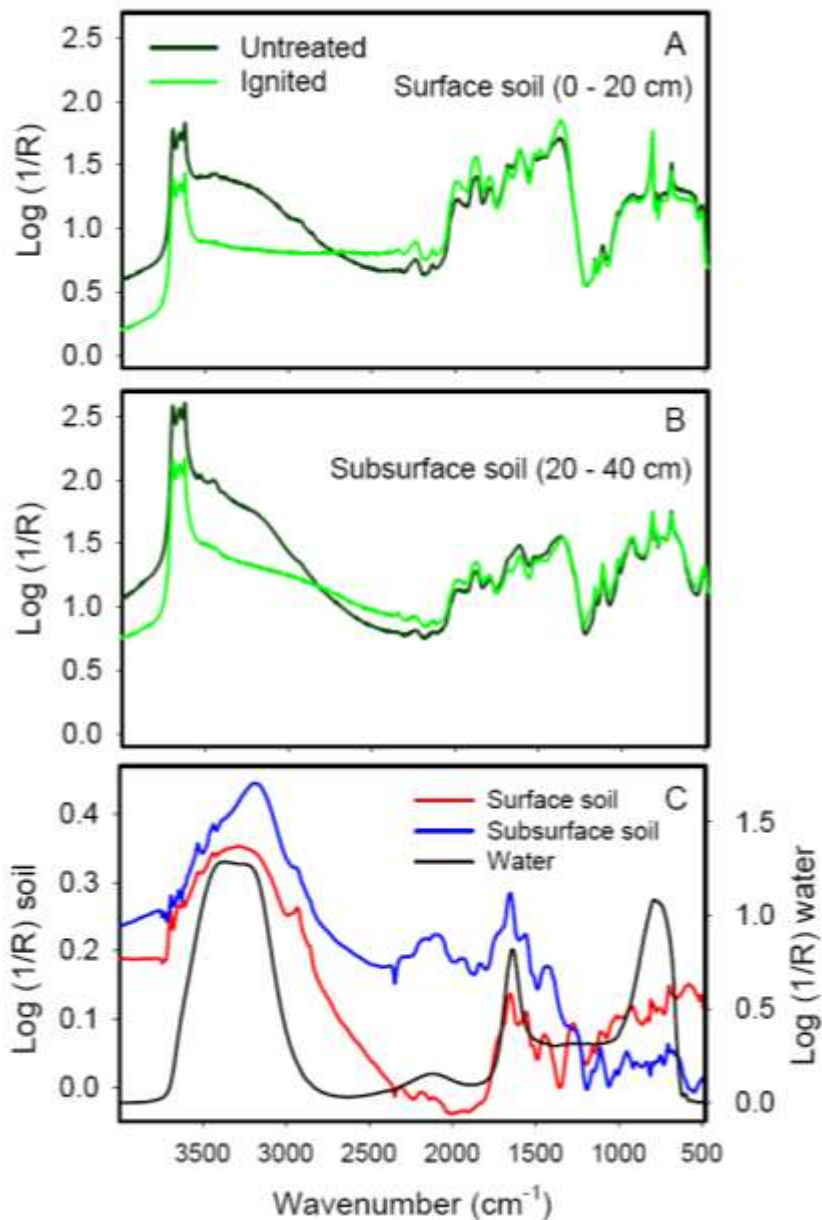 2.5
Untreated
A
Ignited
Surface soil (0 - 20 cm)
2.0
1.5
1.0
0.5
0.0
Log (1/R)
2.5
B
Subsurface soil (20 - 40 cm)
2.0
1.5
1.0
0.5
0.0
Log (1/R)
0.4
0.3
0.2
0.1
0.0
Log (1/R) soil
Surface soil
C
Subsurface soil
Water
1.5
1.0
0.5
0.0
Log (1/R) water
3500 3000 2500 2000 1500 1000 500
Wavenumber (cm⁻¹)